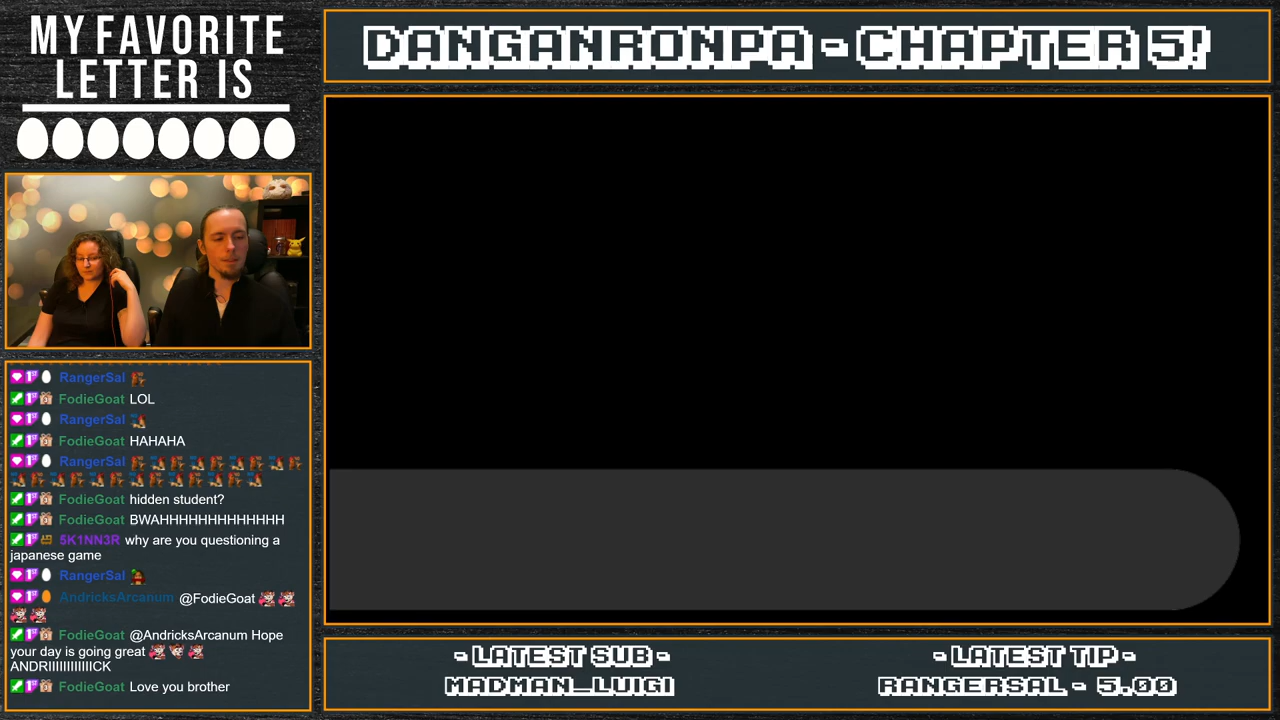 MY FAVORITE
LETTER IS
DANGANRONPA - CHAPTER 5!
RangerSal
FodieGoat LOL
RangerSal
FodieGoat HAHAHA
RangerSal
FodieGoat hidden student?
FodieGoat BWAHHHHHHHHHHHHH
5K1NN3R why are you questioning a
japanese game
RangerSal
AndricksArcanum @FodieGoat
FodieGoat @AndricksArcanum Hope
your day is going great
ANDRIIIIIIIIIIIICK
FodieGoat Love you brother
- LATEST SUB -
MADMAN_LUIGI
- LATEST TIP -
RANGERSAL - 5.00